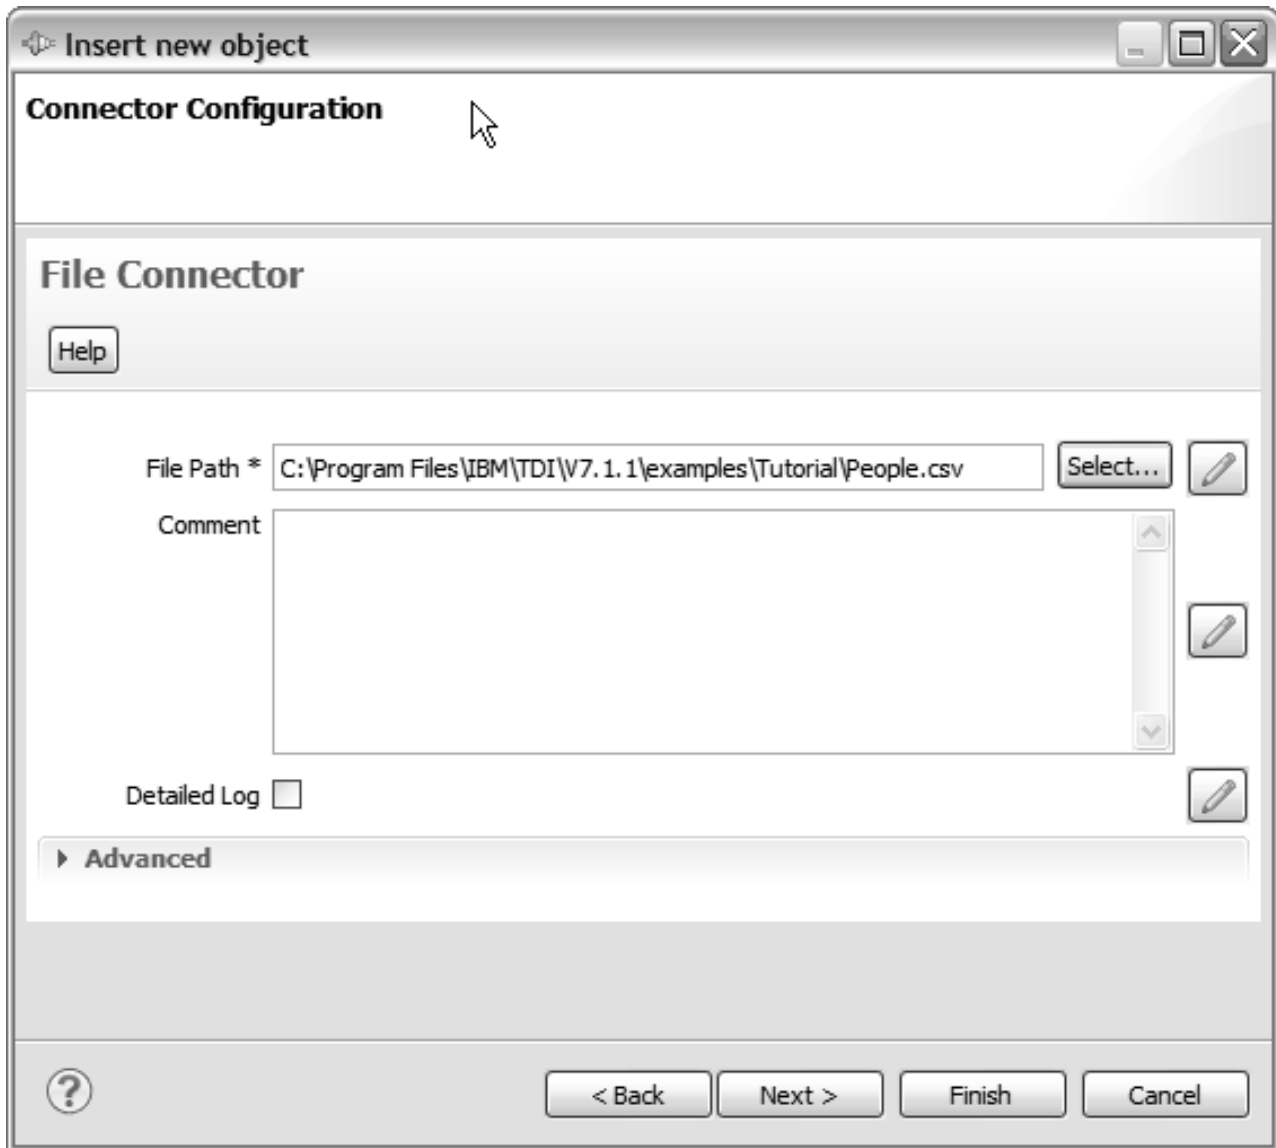 Insert new object
Connector Configuration
File Connector
Help
File Path * C:\Program Files\IBM\TDI\V7.1.1\examples\Tutorial\People.csv Select...
Comment
Detailed Log
Advanced
? < Back Next > Finish Cancel